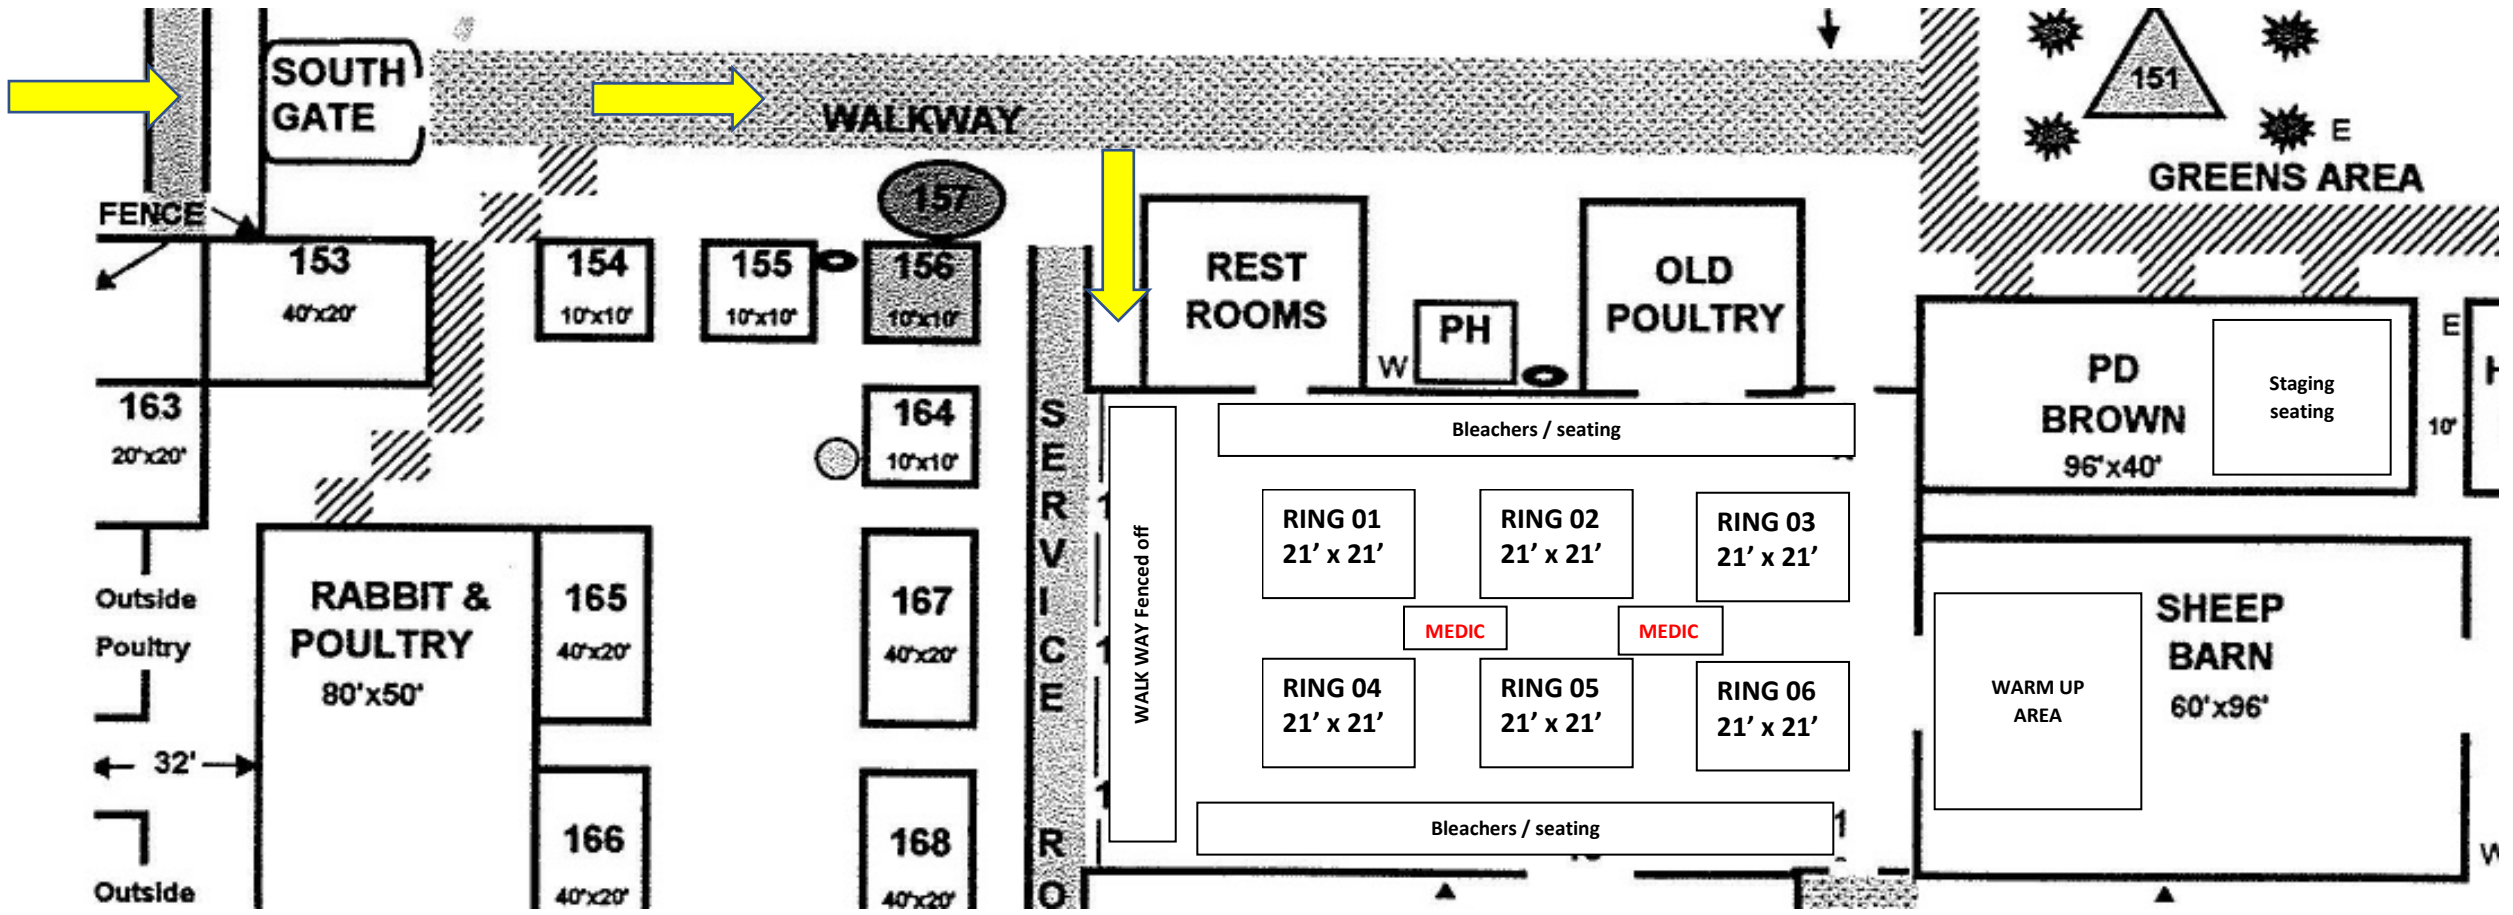 SOUTH
GATE
WALKWAY
151
E
GREENS AREA
FENCE
157
153
40'x20'
154
10'x10'
155
10'x10'
156
10'x10'
REST
ROOMS
PH
W
OLD
POULTRY
PD
BROWN
96'x40'
Staging
seating
E
10'
163
20'x20'
164
10'x10'
SERVICE RO
Bleachers / seating
WALK WAY Fenced off
RING 01
21’ x 21’
RING 02
21’ x 21’
RING 03
21’ x 21’
MEDIC
MEDIC
RING 04
21’ x 21’
RING 05
21’ x 21’
RING 06
21’ x 21’
Bleachers / seating
Outside
Poultry
RABBIT &
POULTRY
80'x50'
165
40'x20'
167
40'x20'
SHEEP
BARN
60'x96'
WARM UP
AREA
32'
166
40'x20'
168
40'x20'
Outside
W